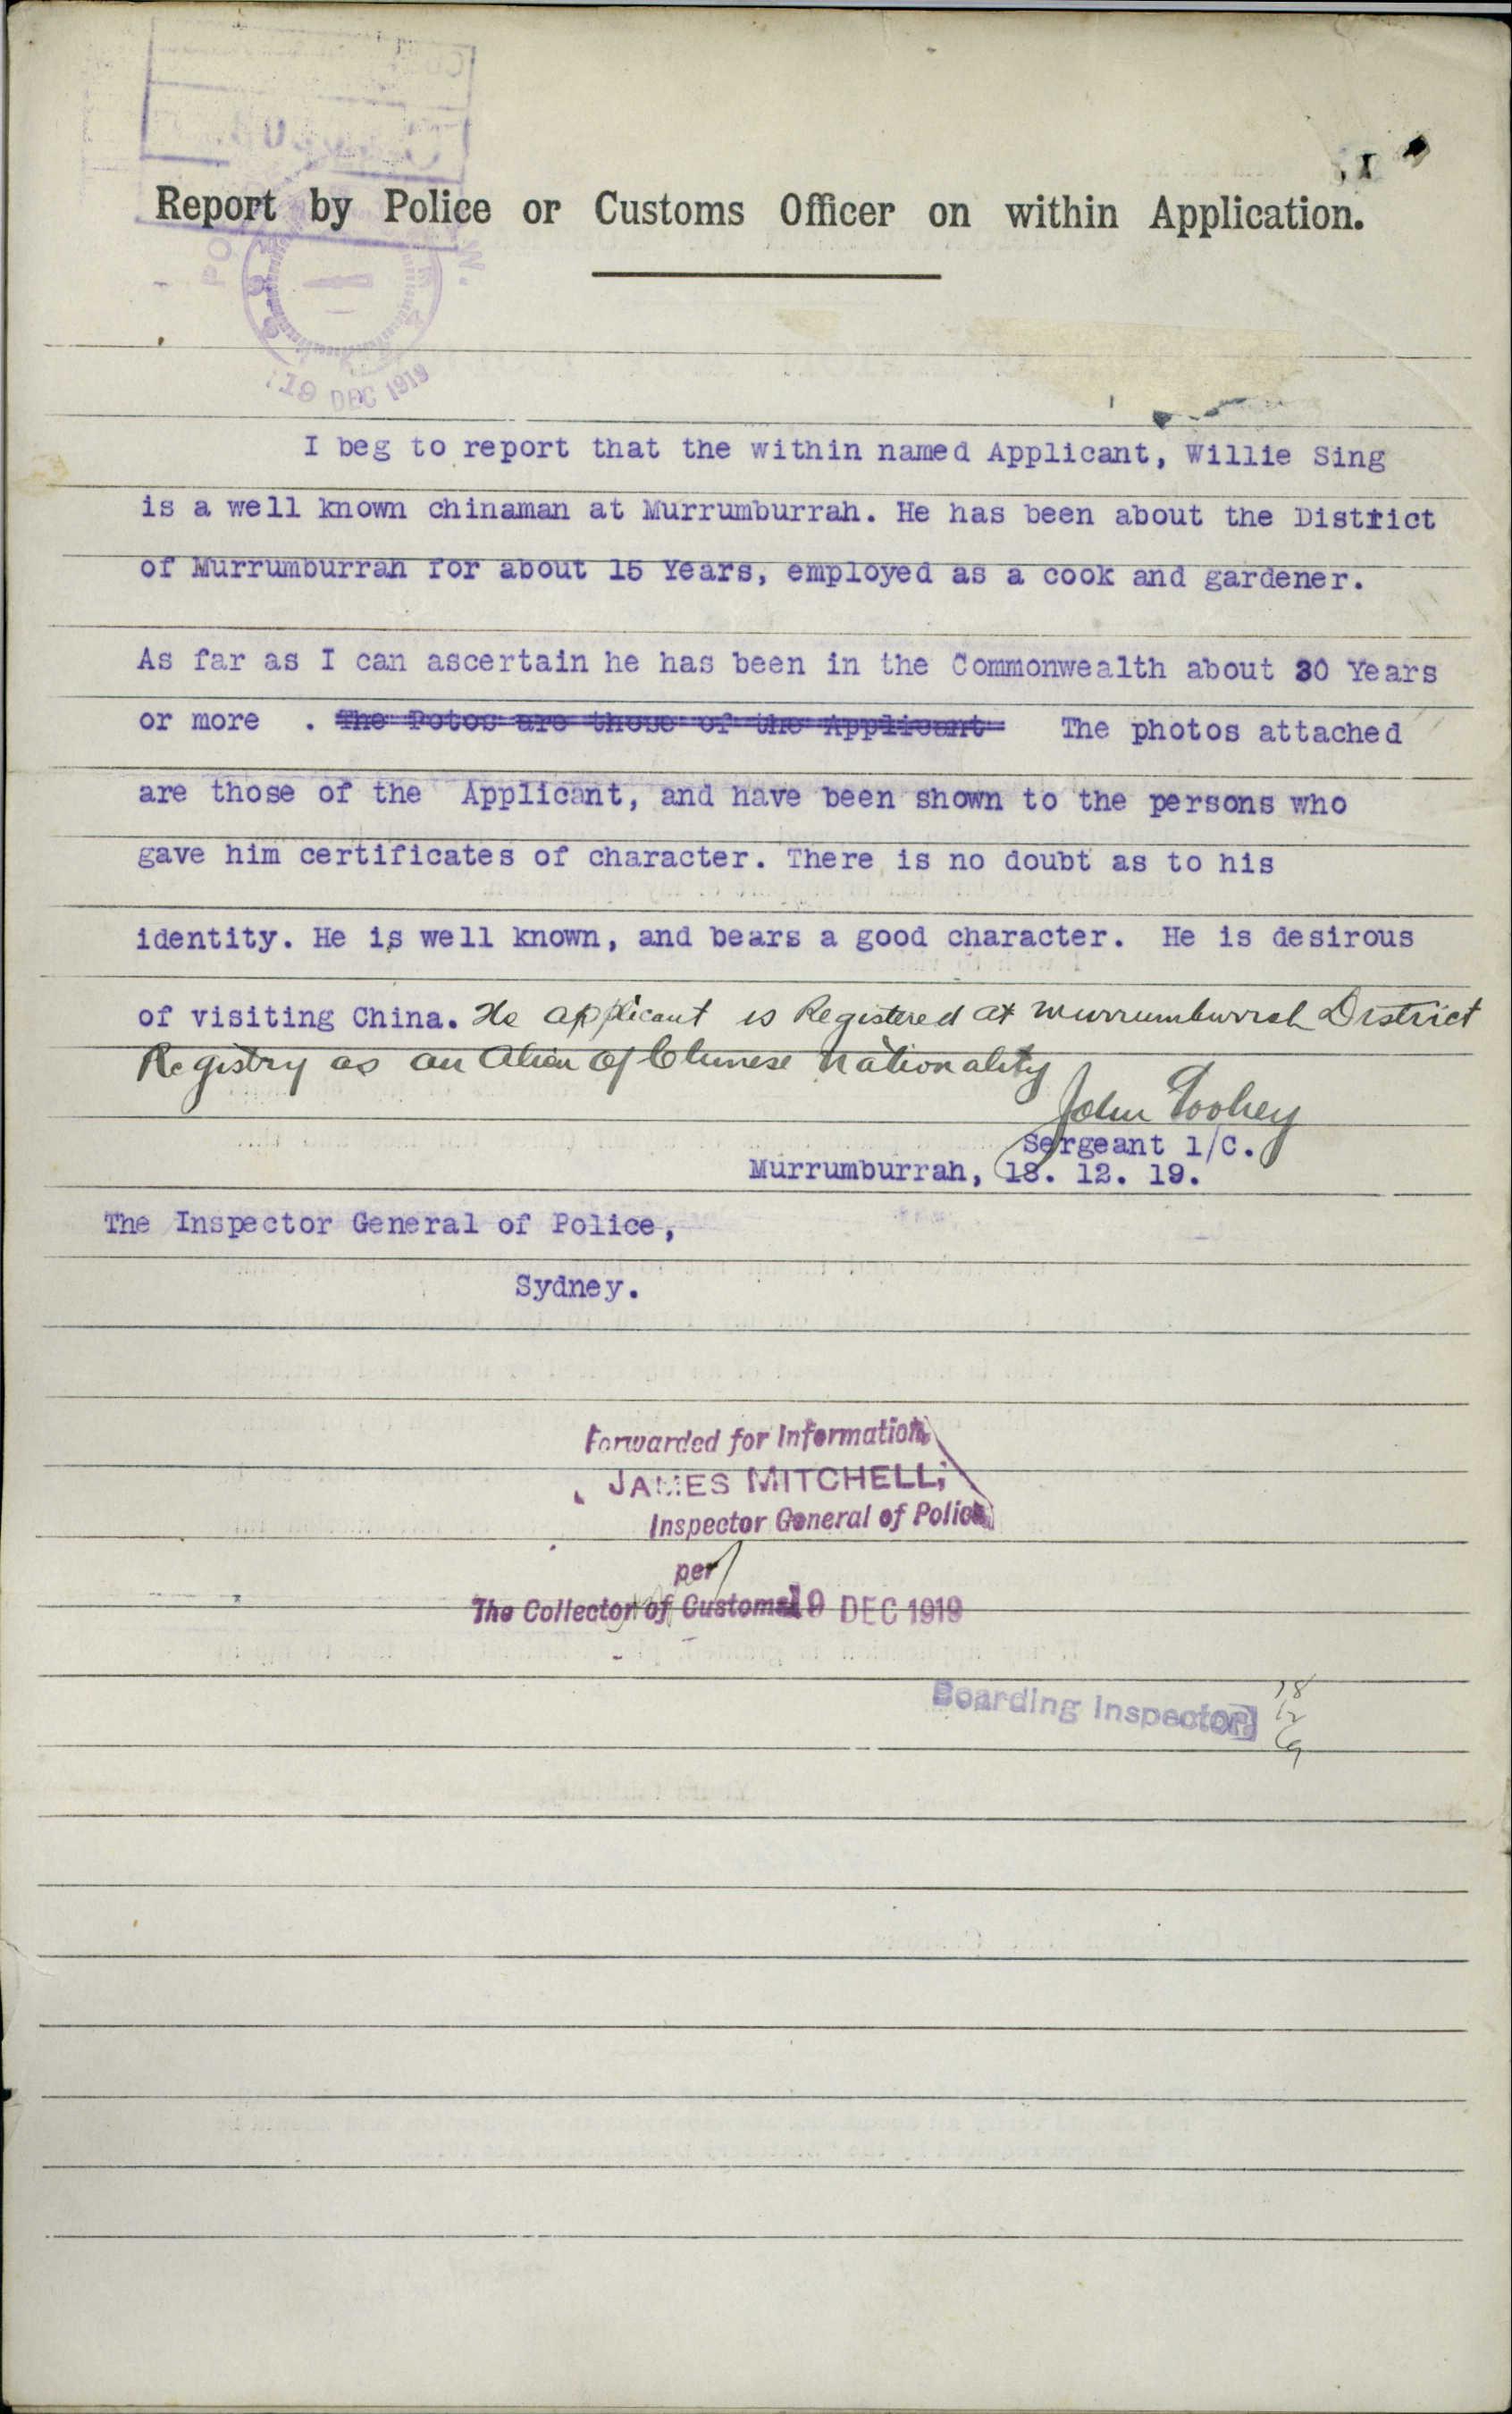 Report by Police or Customs Officer on within Application.
19 DEC 1919
I beg to report that the within named Applicant, Willie Sing
is a well known chinaman at Murrumburrah. He has been about the District
of Murrumburrah for about 15 Years, employed as a cook and gardener.
As far as I can ascertain he has been in the Commonwealth about 30 Years
or more . The Potos are those of the Applicant The photos attached
are those of the Applicant, and have been shown to the persons who
gave him certificates of character. There is no doubt as to his
identity. He is well known, and bears a good character. He is desirous
of visiting China. The applicant is Registered at Murrumburrah District
Registry as an Alien of Chinese Nationality
John Toohey
Sergeant 1/C.
Murrumburrah, 18. 12. 19.
The Inspector General of Police,
Sydney.
Forwarded for Information,
JAMES MITCHELL,
Inspector General of Police
per
The Collector of Customs 19 DEC 1919
Boarding Inspector